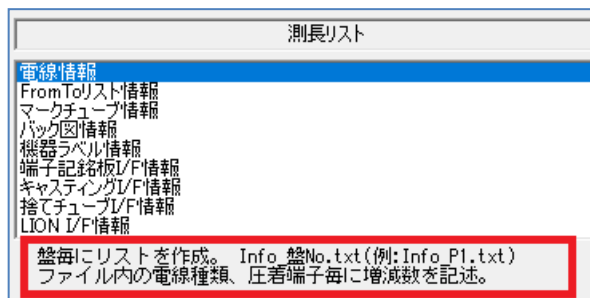 測長リスト
電線情報
FromToリスト情報
マークチューブ情報
バック図情報
機器ラベル情報
端子記銘板I/F情報
キャスティングI/F情報
捨てチューブI/F情報
LION I/F情報
盤毎にリストを作成。 Info_盤No.txt(例:Info_P1.txt)
ファイル内の電線種類、圧着端子毎に増減数を記述。